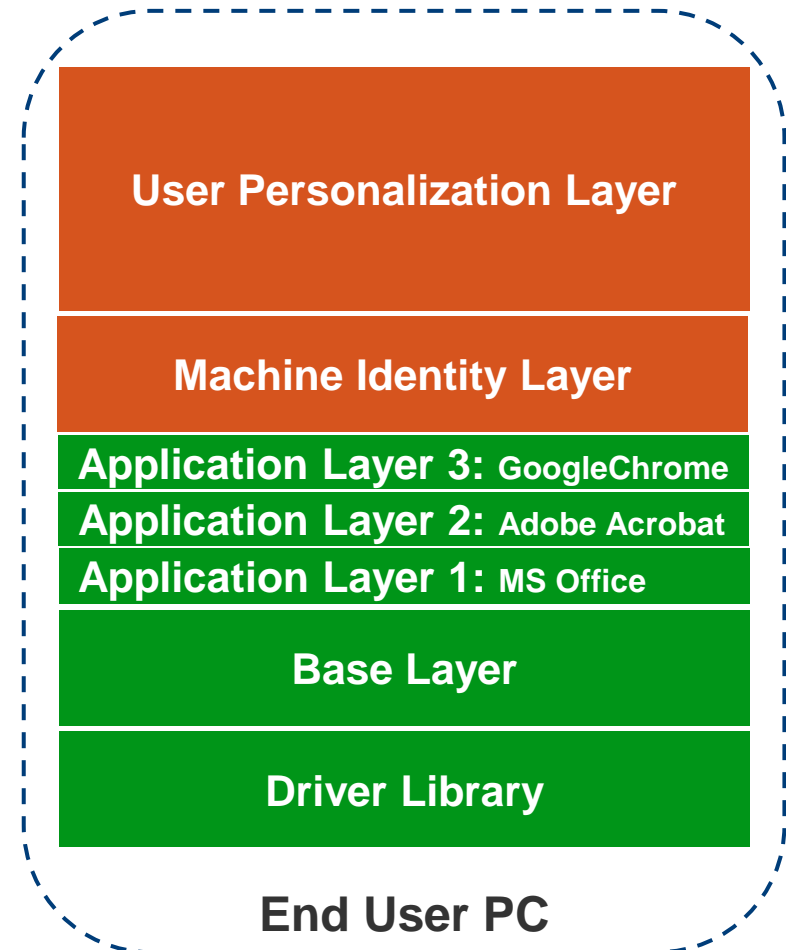 User Personalization Layer
Machine Identity Layer
Application Layer 3: GoogleChrome
Application Layer 2: Adobe Acrobat
Application Layer 1: MS Office
Base Layer
Driver Library
End User PC